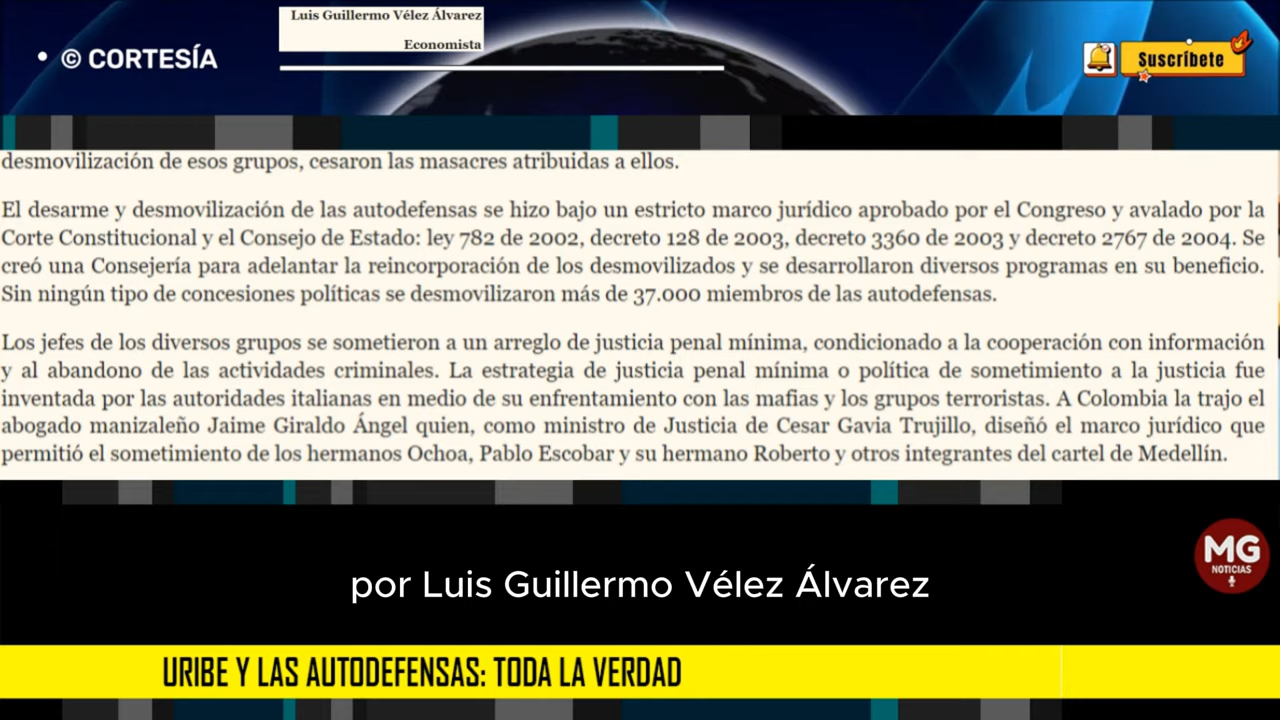 Luis Guillermo Vélez Álvarez
Economista
• © CORTESÍA
Suscríbete
desmovilización de esos grupos, cesaron las masacres atribuidas a ellos.
El desarme y desmovilización de las autodefensas se hizo bajo un estricto marco jurídico aprobado por el Congreso y avalado por la
Corte Constitucional y el Consejo de Estado: ley 782 de 2002, decreto 128 de 2003, decreto 3360 de 2003 y decreto 2767 de 2004. Se
creó una Consejería para adelantar la reincorporación de los desmovilizados y se desarrollaron diversos programas en su beneficio.
Sin ningún tipo de concesiones políticas se desmovilizaron más de 37.000 miembros de las autodefensas.
Los jefes de los diversos grupos se sometieron a un arreglo de justicia penal mínima, condicionado a la cooperación con información
y al abandono de las actividades criminales. La estrategia de justicia penal mínima o política de sometimiento a la justicia fue
inventada por las autoridades italianas en medio de su enfrentamiento con las mafias y los grupos terroristas. A Colombia la trajo el
abogado manizaleño Jaime Giraldo Ángel quien, como ministro de Justicia de Cesar Gavia Trujillo, diseñó el marco jurídico que
permitió el sometimiento de los hermanos Ochoa, Pablo Escobar y su hermano Roberto y otros integrantes del cartel de Medellín.
MG
NOTICIAS
por Luis Guillermo Vélez Álvarez
URIBE Y LAS AUTODEFENSAS: TODA LA VERDAD